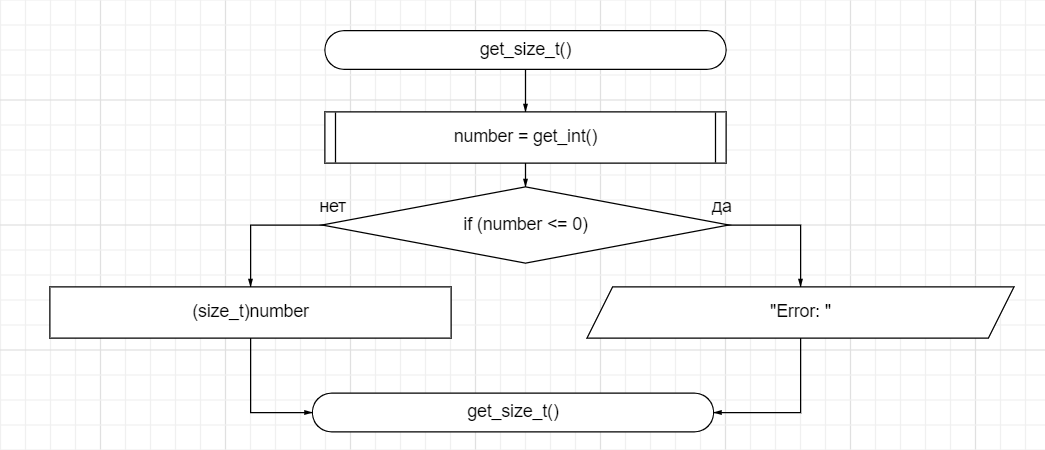 get_size_t()
number = get_int()
нет
да
if (number <= 0)
(size_t)number
"Error: "
get_size_t()